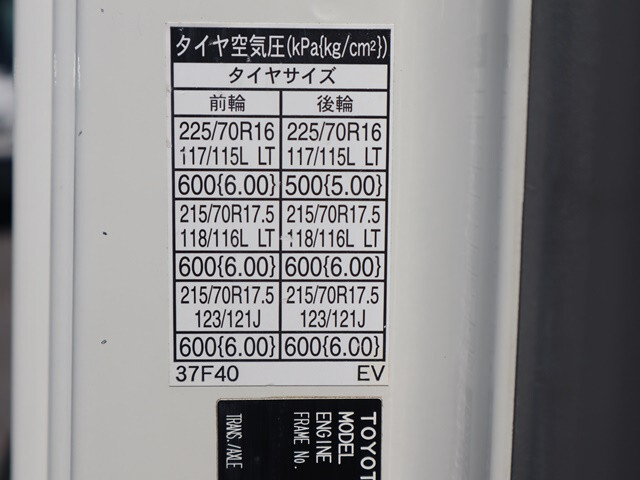 タイヤ空気圧(kPa{kg/cm²})
タイヤサイズ
前輪 後輪
225/70R16 225/70R16
117/115L LT 117/115L LT
600{6.00} 500{5.00}
215/70R17.5 215/70R17.5
118/116L LT 118/116L LT
600{6.00} 600{6.00}
215/70R17.5 215/70R17.5
123/121J 123/121J
600{6.00} 600{6.00}
37F40 EV
TOYOT
MODEL
ENGINE
FRAME No.
TRANS./AXLE